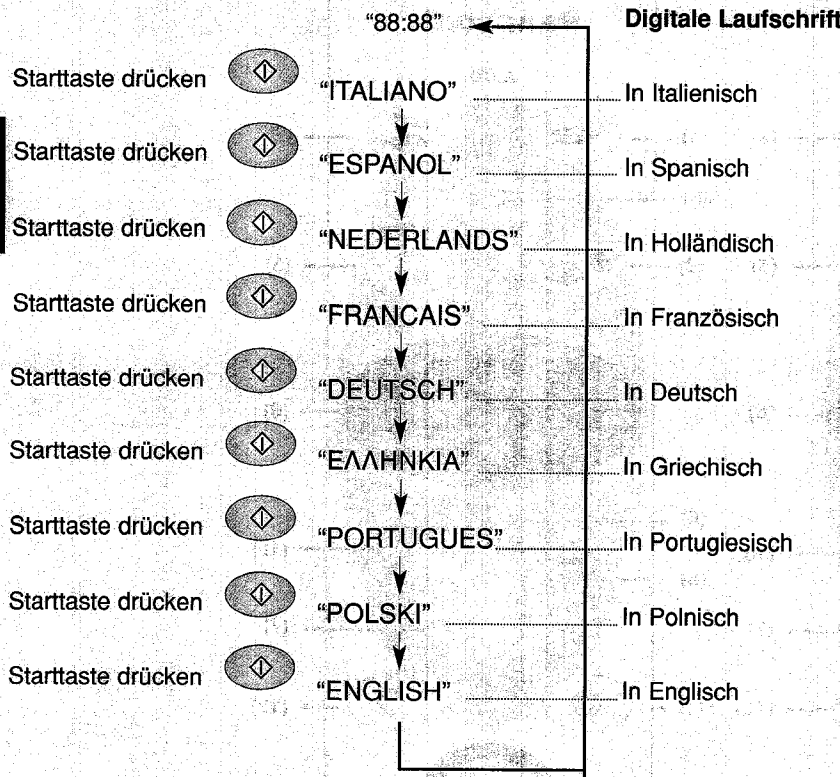 “88:88”
Digitale Laufschrift
Starttaste drücken “ITALIANO” In Italienisch
Starttaste drücken “ESPANOL” In Spanisch
Starttaste drücken “NEDERLANDS” In Holländisch
Starttaste drücken “FRANCAIS” In Französisch
Starttaste drücken “DEUTSCH” In Deutsch
Starttaste drücken “ΕΛΛΗΝΚΙΑ” In Griechisch
Starttaste drücken “PORTUGUES” In Portugiesisch
Starttaste drücken “POLSKI” In Polnisch
Starttaste drücken “ENGLISH” In Englisch